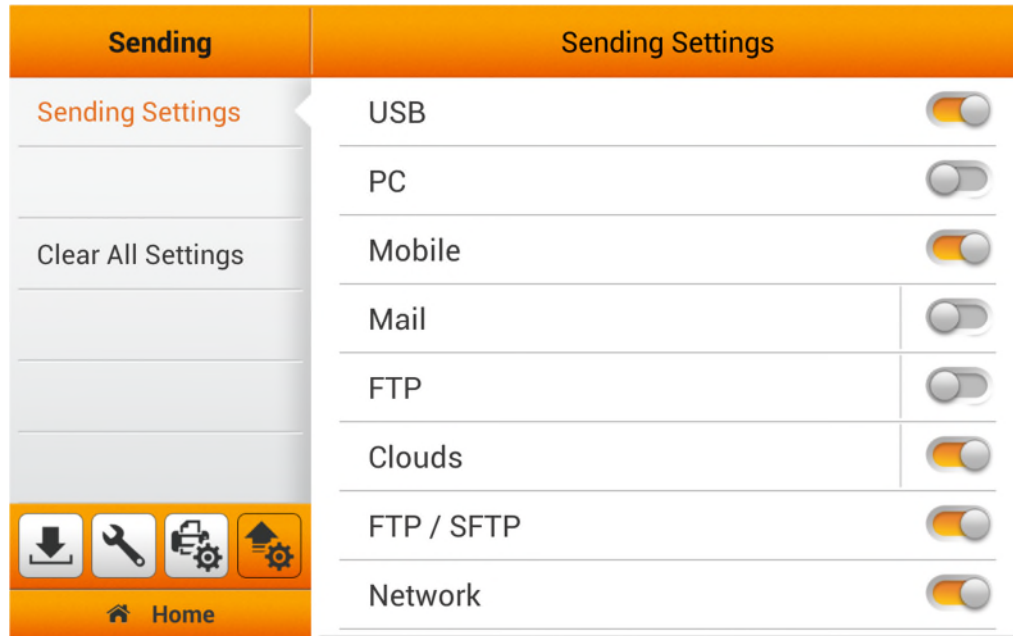 Sending
Sending Settings
Sending Settings
Clear All Settings
Home
USB
PC
Mobile
Mail
FTP
Clouds
FTP / SFTP
Network